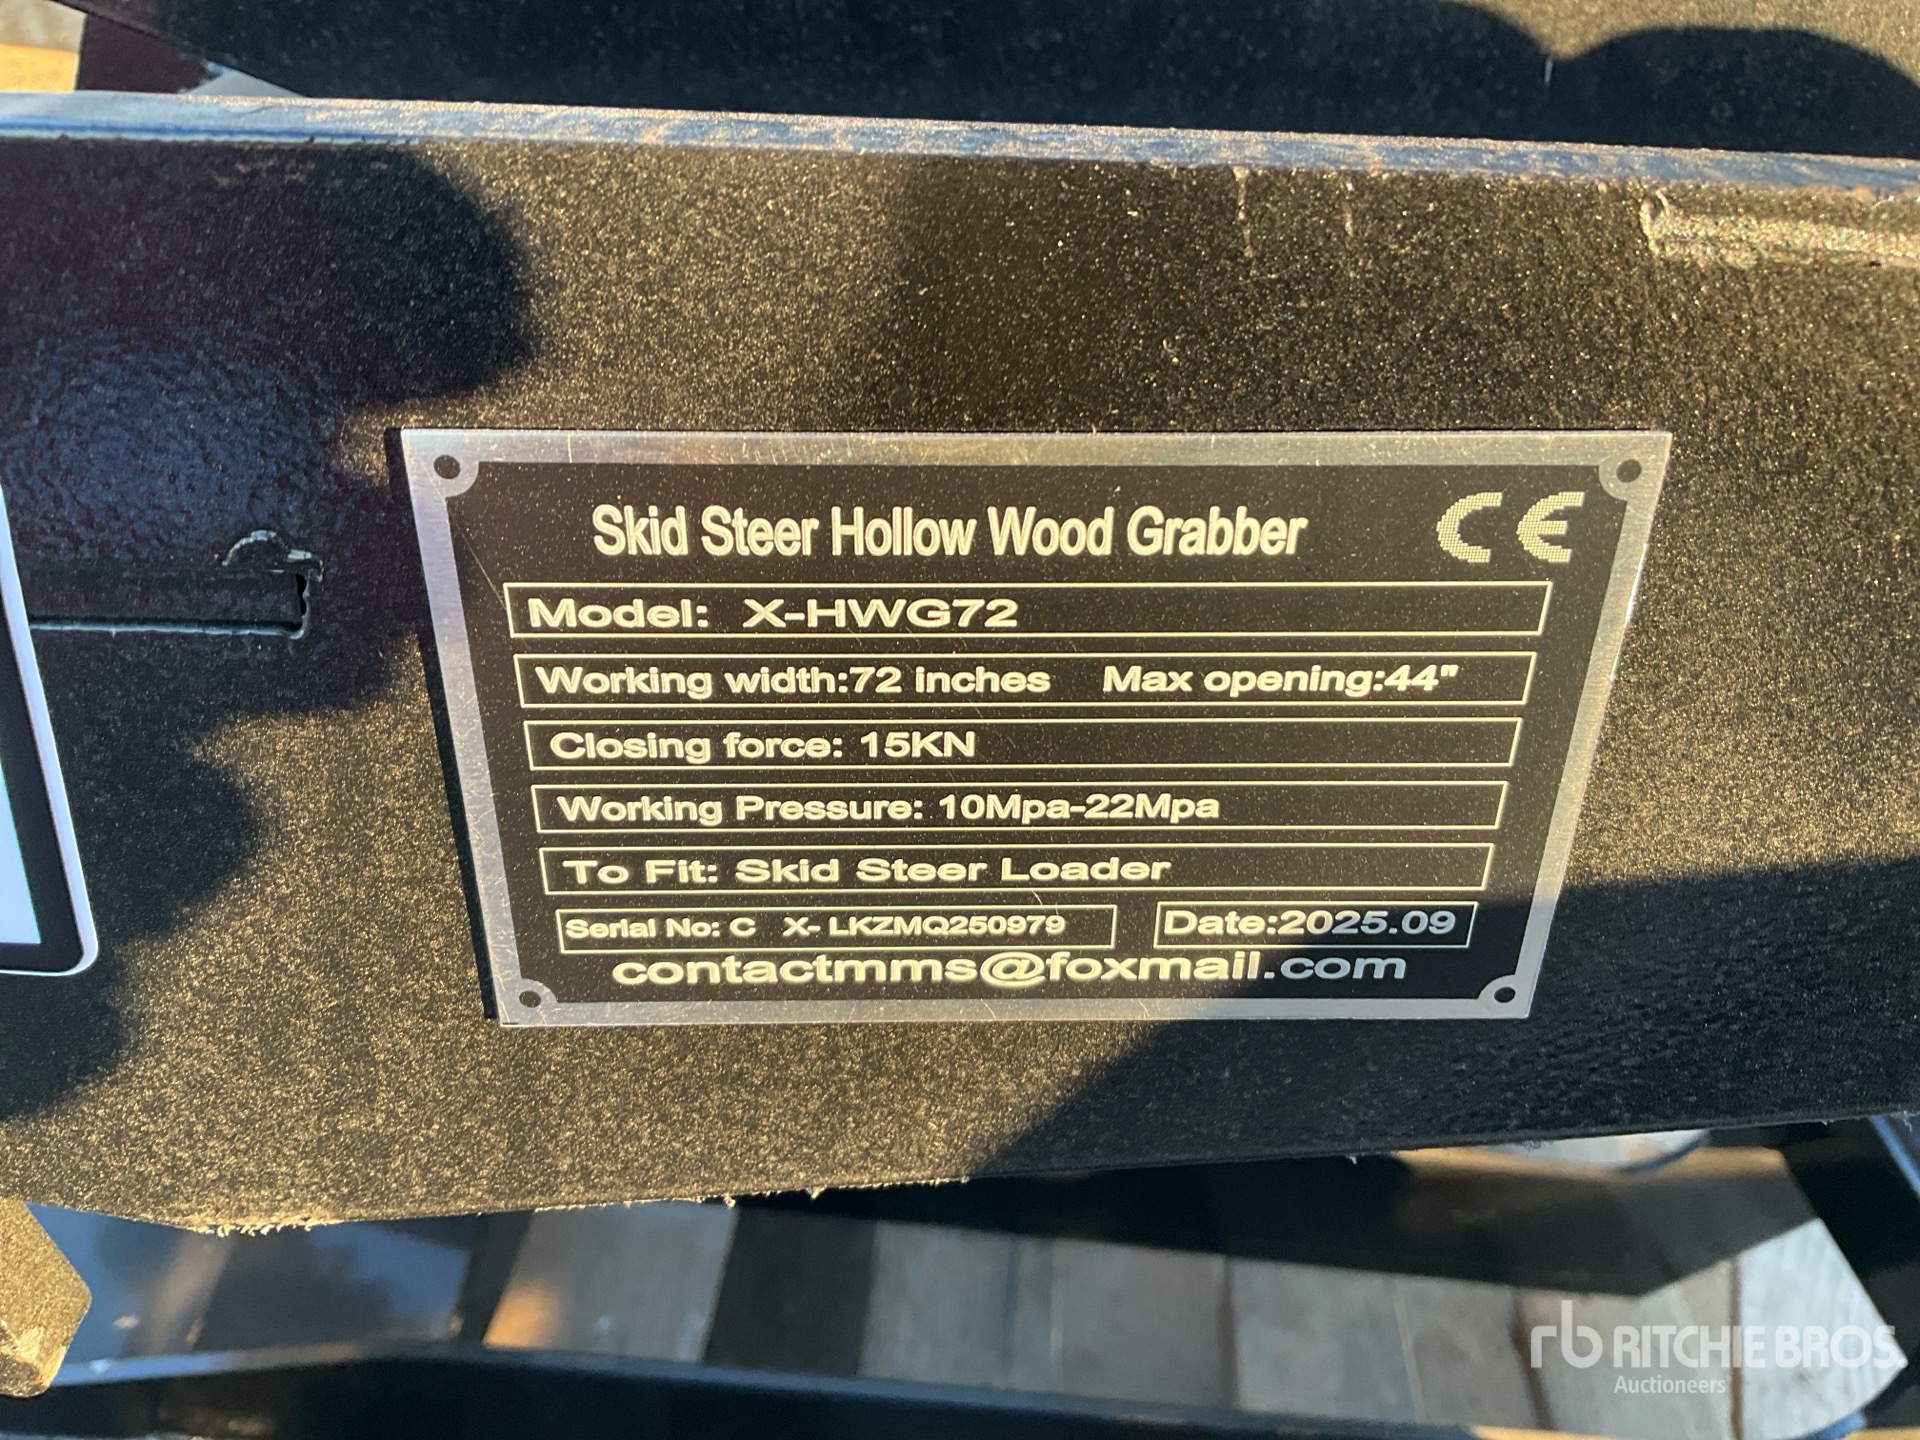 Skid Steer Hollow Wood Grabber CE
Model: X-HWG72
Working width:72 inches Max opening:44"
Closing force: 15KN
Working Pressure: 10Mpa-22Mpa
To Fit: Skid Steer Loader
Serial No: C X- LKZMQ250979 Date:2025.09
contactmms@foxmail.com
rb RITCHIE BROS.
Auctioneers